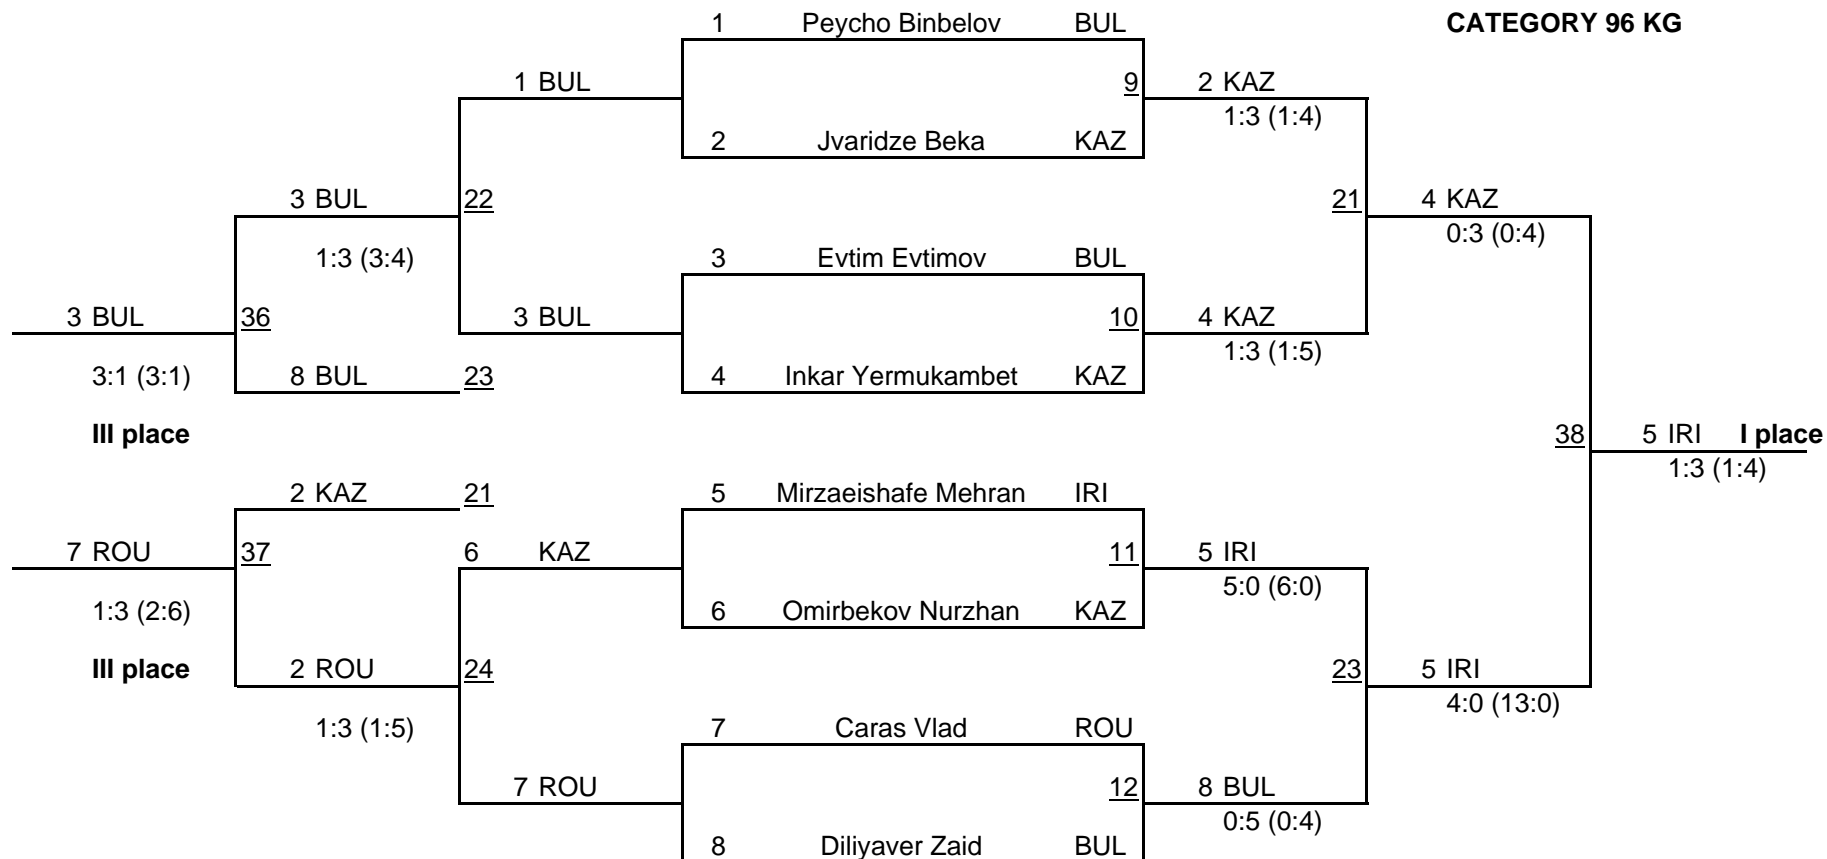 1 Peycho Binbelov BUL CATEGORY 96 KG
1 BUL 9 2 KAZ
1:3 (1:4)
2 Jvaridze Beka KAZ
3 BUL 22 21 4 KAZ
0:3 (0:4)
1:3 (3:4) 3 Evtim Evtimov BUL
3 BUL 36 3 BUL 10 4 KAZ
1:3 (1:5)
3:1 (3:1) 8 BUL 23 4 Inkar Yermukambet KAZ
III place 38 5 IRI I place
1:3 (1:4)
2 KAZ 21 5 Mirzaeishafe Mehran IRI
7 ROU 37 6 KAZ 11 5 IRI
5:0 (6:0)
1:3 (2:6) 6 Omirbekov Nurzhan KAZ
III place 2 ROU 24 23 5 IRI
4:0 (13:0)
1:3 (1:5) 7 Caras Vlad ROU
7 ROU 12 8 BUL
0:5 (0:4)
8 Diliyaver Zaid BUL